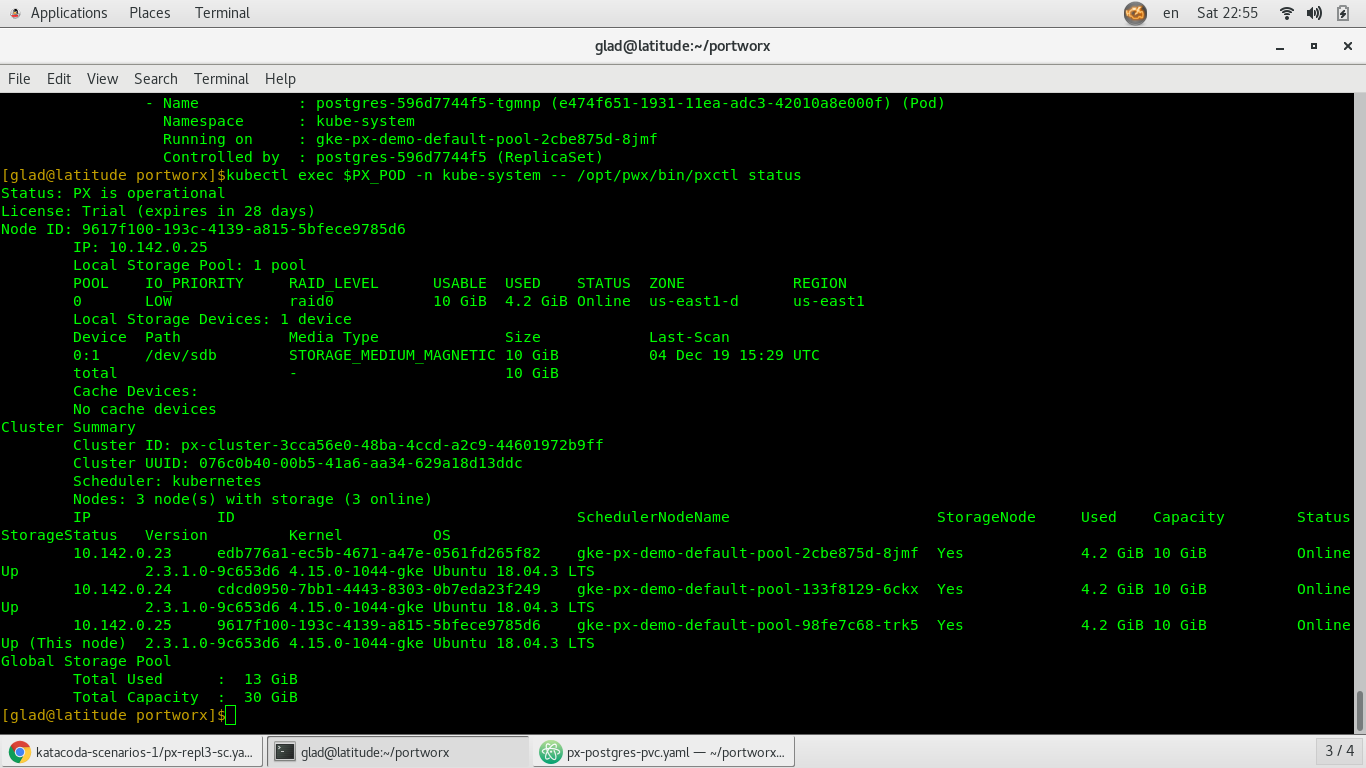 Applications Places Terminal en Sat 22:55
glad@latitude:~/portworx
File Edit View Search Terminal Help
- Name : postgres-596d7744f5-tgmnp (e474f651-1931-11ea-adc3-42010a8e000f) (Pod)
Namespace : kube-system
Running on : gke-px-demo-default-pool-2cbe875d-8jmf
Controlled by : postgres-596d7744f5 (ReplicaSet)
[glad@latitude portworx]$kubectl exec $PX_POD -n kube-system -- /opt/pwx/bin/pxctl status
Status: PX is operational
License: Trial (expires in 28 days)
Node ID: 9617f100-193c-4139-a815-5bfece9785d6
IP: 10.142.0.25
Local Storage Pool: 1 pool
POOL IO_PRIORITY RAID_LEVEL USABLE USED STATUS ZONE REGION
0 LOW raid0 10 GiB 4.2 GiB Online us-east1-d us-east1
Local Storage Devices: 1 device
Device Path Media Type Size Last-Scan
0:1 /dev/sdb STORAGE_MEDIUM_MAGNETIC 10 GiB 04 Dec 19 15:29 UTC
total - 10 GiB
Cache Devices:
No cache devices
Cluster Summary
Cluster ID: px-cluster-3cca56e0-48ba-4ccd-a2c9-44601972b9ff
Cluster UUID: 076c0b40-00b5-41a6-aa34-629a18d13ddc
Scheduler: kubernetes
Nodes: 3 node(s) with storage (3 online)
IP ID SchedulerNodeName StorageNode Used Capacity Status
StorageStatus Version Kernel OS
10.142.0.23 edb776a1-ec5b-4671-a47e-0561fd265f82 gke-px-demo-default-pool-2cbe875d-8jmf Yes 4.2 GiB 10 GiB Online
Up 2.3.1.0-9c653d6 4.15.0-1044-gke Ubuntu 18.04.3 LTS
10.142.0.24 cdcd0950-7bb1-4443-8303-0b7eda23f249 gke-px-demo-default-pool-133f8129-6ckx Yes 4.2 GiB 10 GiB Online
Up 2.3.1.0-9c653d6 4.15.0-1044-gke Ubuntu 18.04.3 LTS
10.142.0.25 9617f100-193c-4139-a815-5bfece9785d6 gke-px-demo-default-pool-98fe7c68-trk5 Yes 4.2 GiB 10 GiB Online
Up (This node) 2.3.1.0-9c653d6 4.15.0-1044-gke Ubuntu 18.04.3 LTS
Global Storage Pool
Total Used : 13 GiB
Total Capacity : 30 GiB
[glad@latitude portworx]$
katacoda-scenarios-1/px-repl3-sc.ya... glad@latitude:~/portworx px-postgres-pvc.yaml — ~/portworx... 3 / 4